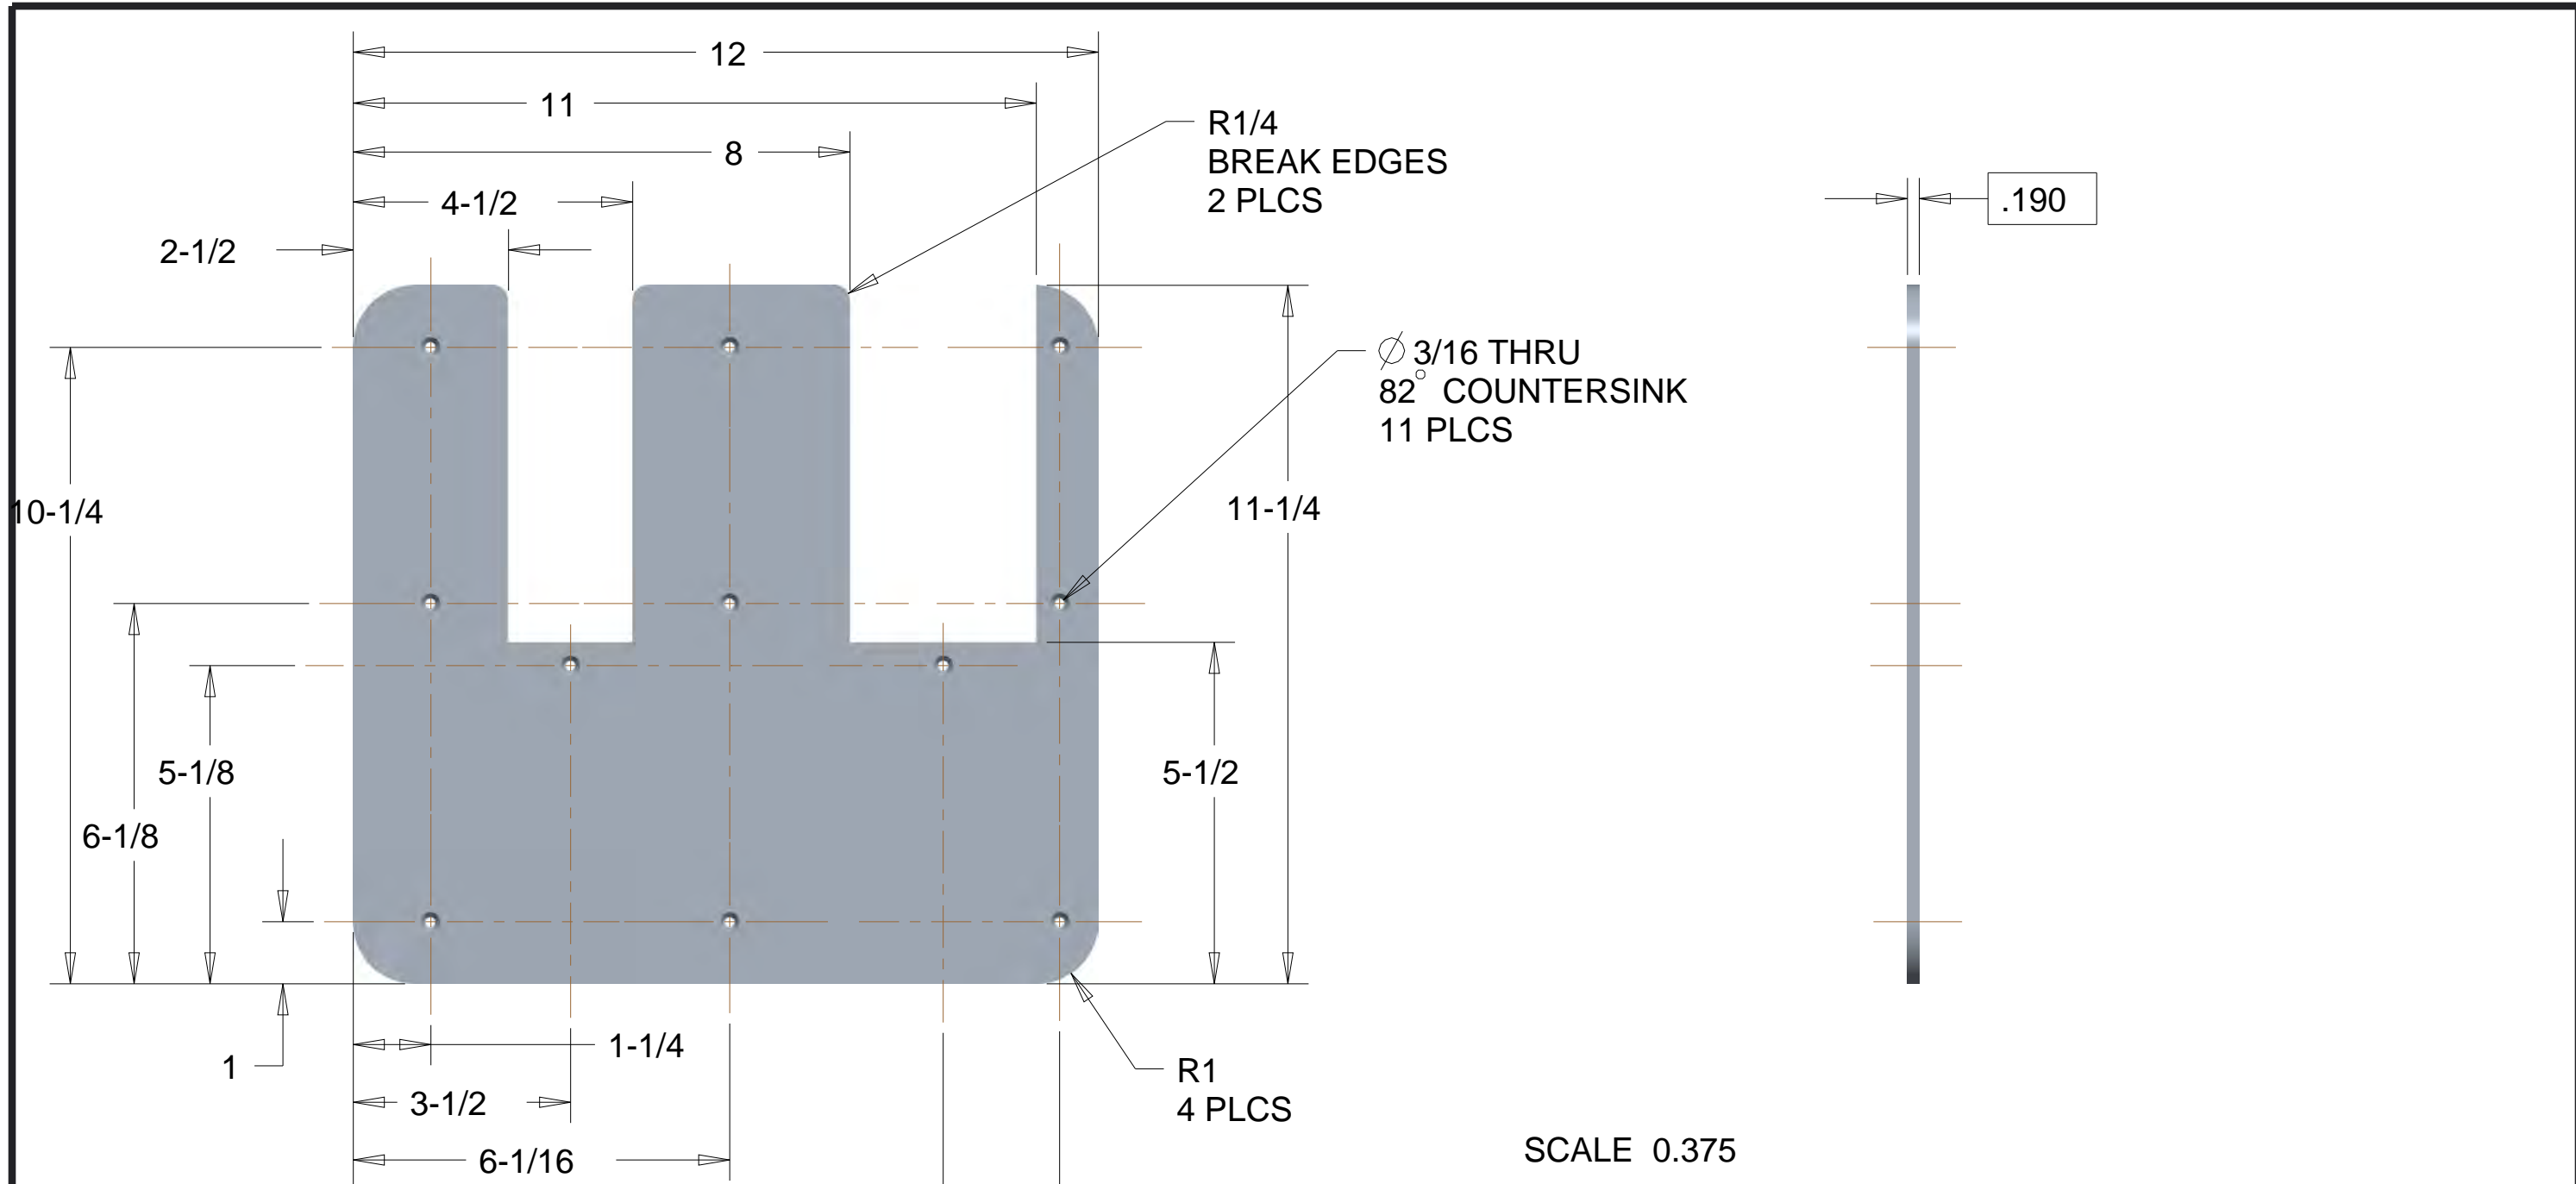 12
11
8
4-1/2
2-1/2
R1/4
BREAK EDGES
2 PLCS
.190
⌀ 3/16 THRU
82° COUNTERSINK
11 PLCS
10-1/4
11-1/4
5-1/8
5-1/2
6-1/8
1-1/4
1
R1
4 PLCS
3-1/2
6-1/16
SCALE 0.375